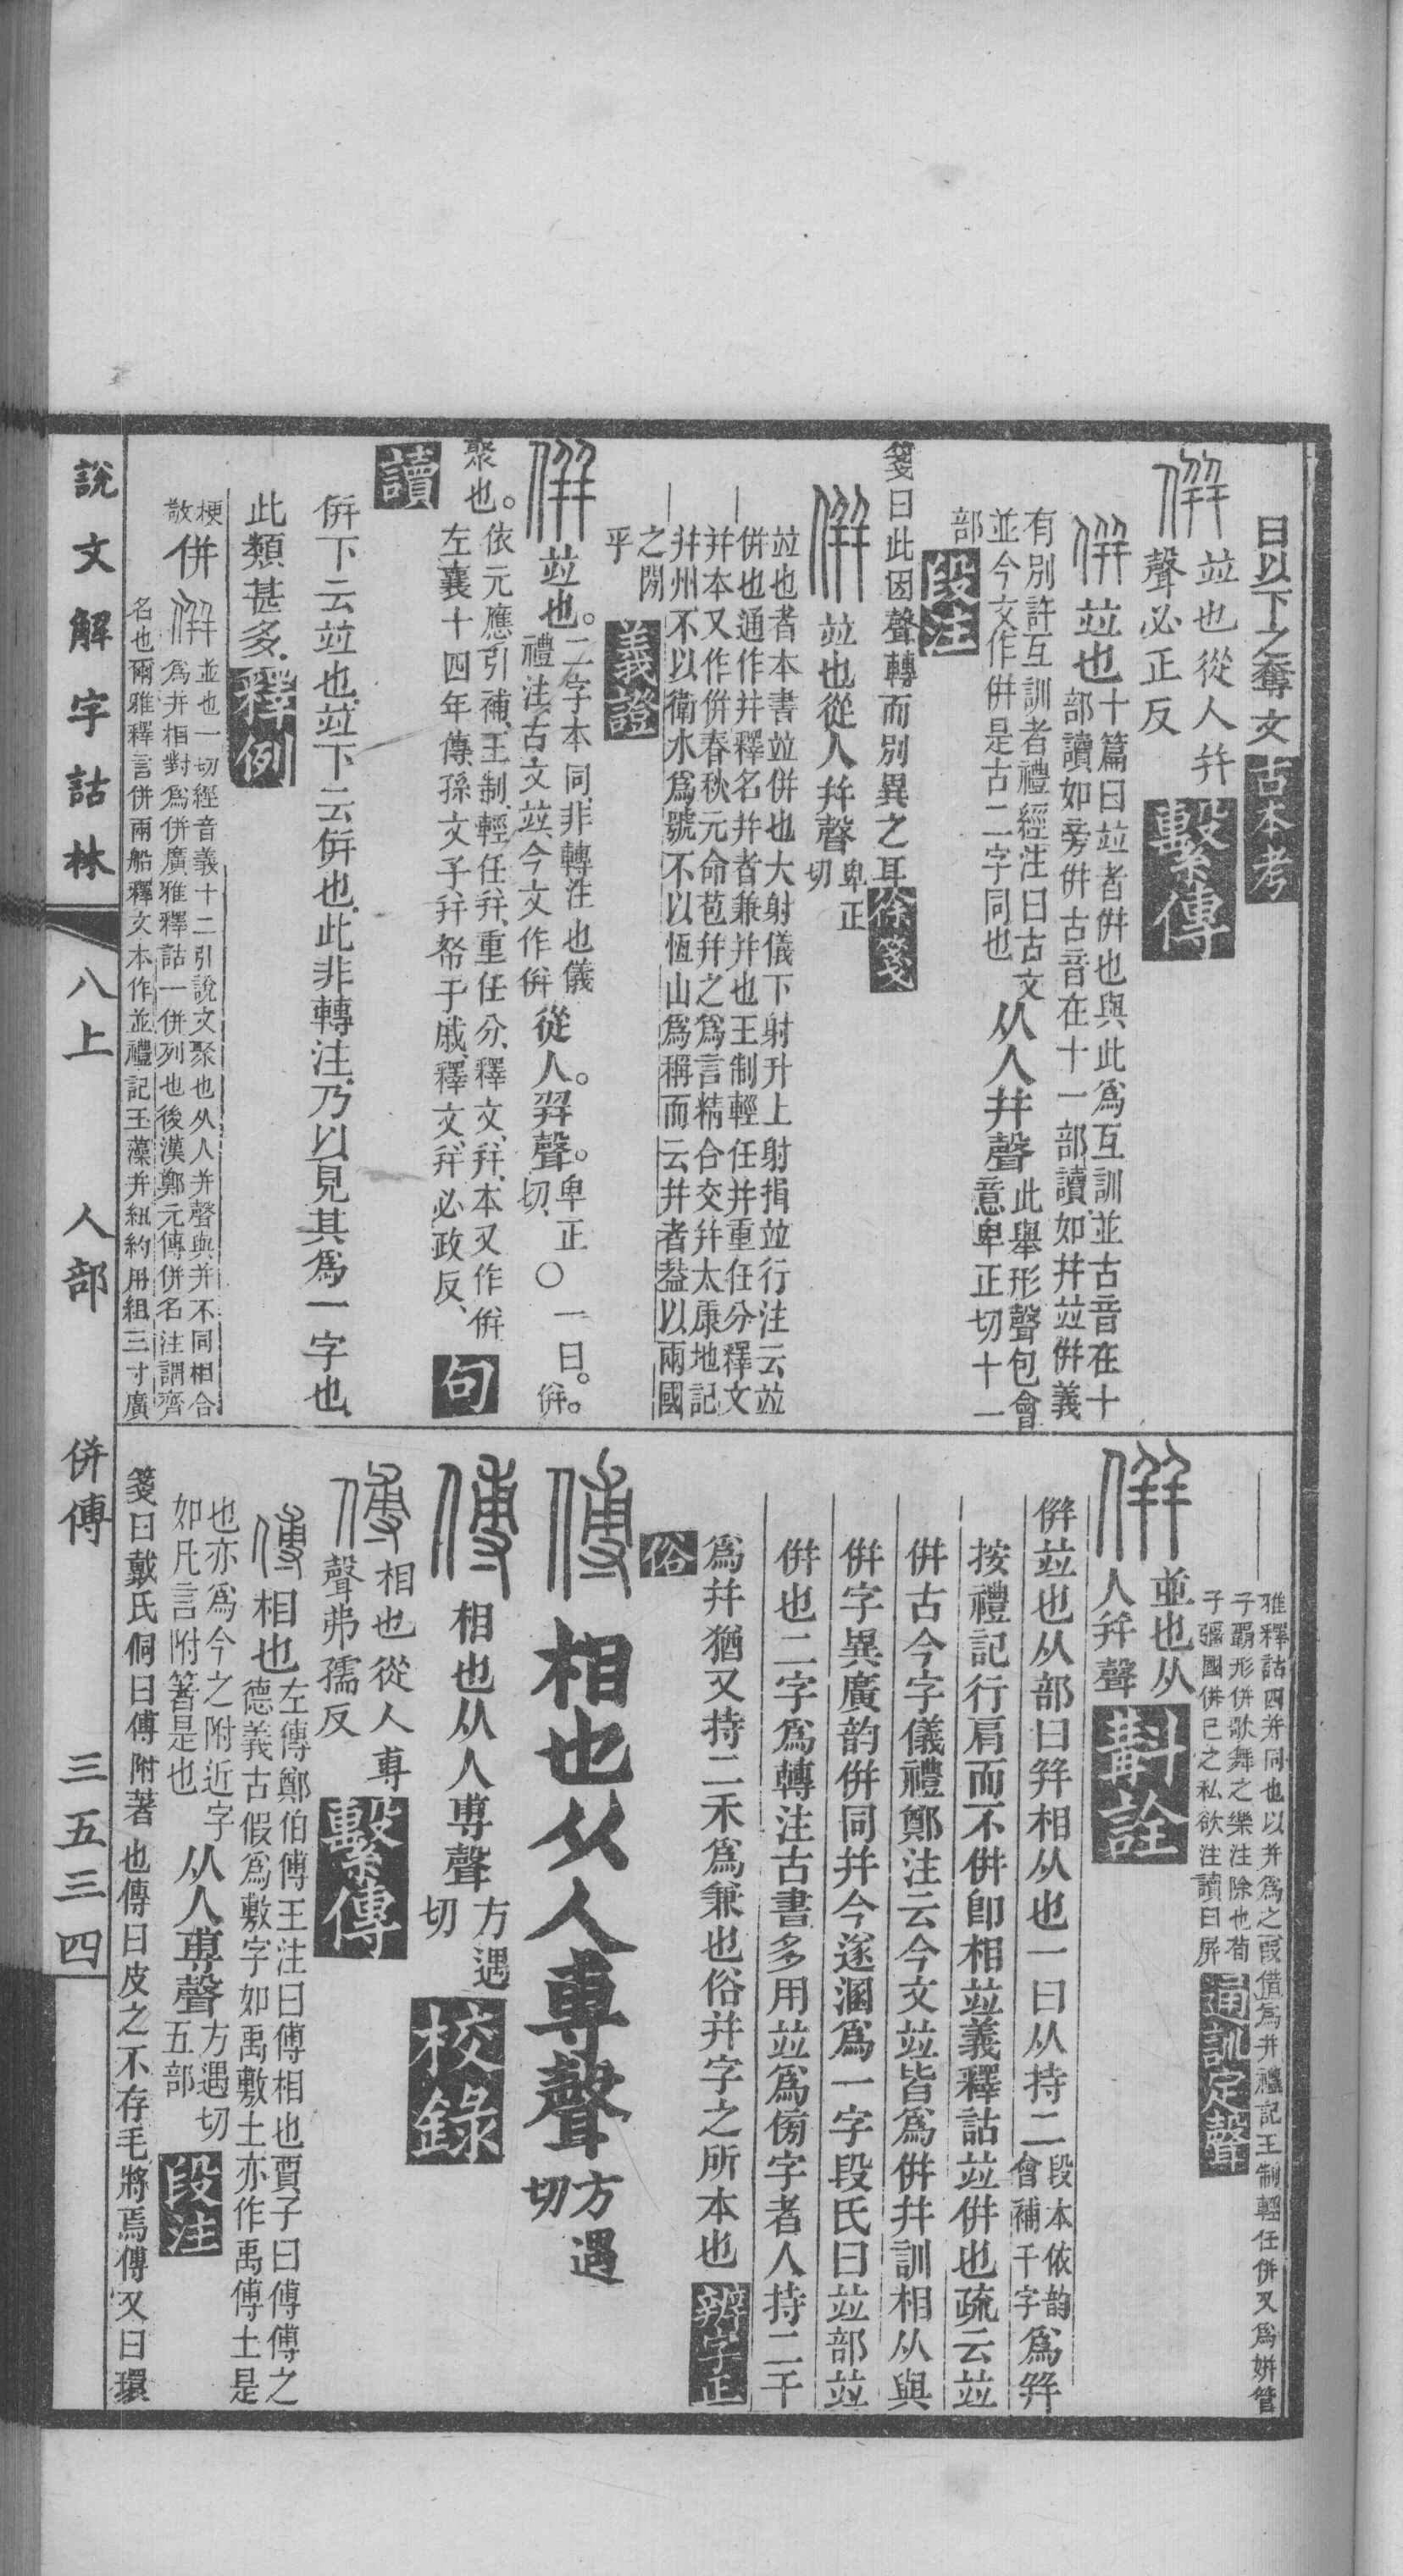 曰以下之奪文古本考
𠊧 竝也從人幷
聲必正反 繫傳
𠊧 竝也十篇曰竝者併也與此爲互訓並古音在十
部讀如旁併古音在十一部讀如幷竝併義
有別許互訓者禮經注曰古文
並今文作併是古二字同也从人幷聲此舉形聲包會
意卑正切十一
部 段注
箋曰此因聲轉而別異之耳徐箋
併 竝也從人幷聲卑正
切
竝也者本書竝併也大射儀下射升上射揖竝行注云竝
併也通作幷釋名幷者兼幷也王制輕任幷重任分釋文
幷本又作併春秋元命苞幷之爲言精合交幷太康地記
幷州不以衛水爲號不以恆山爲稱而云幷者葢以兩國
之閒
乎 義證
併 竝也。二字本同、非轉注也儀
禮注、古文竝、今文作併從人。幷聲。卑正
切、〇一曰。併。
聚也。依元應引補、王制、輕任幷、重任分、釋文、幷、本又作併
左襄十四年傳、孫文子幷帑于戚、釋文、幷、必政反、句
讀
併下云竝也、竝下云併也、此非轉注、乃以見其爲一字也、
此類甚多、釋例
梗
敬 併 併 並也一切經音義十二引說文聚也从人幷聲與幷不同相合
爲幷相對爲併廣雅釋詁一併列也後漢鄭元傳併名注謂齊
名也爾雅釋言併兩船釋文本作並禮記玉藻幷紐約用組三寸廣
雅釋詁四幷同也以幷爲之叚借爲幷禮記王制輕任併又爲姘管
子霸形併歌舞之樂注除也荀
子彊國併己之私欲注讀曰屏 通訓定聲
併 並也从
人幷聲 斠詮
併竝也从部曰幷相从也一曰从持二段本依韵
會補干字爲幷
按禮記行肩而不併卽相竝義釋詁竝併也疏云竝
併古今字儀禮鄭注云今文竝皆爲併幷訓相从與
併字異廣韵併同幷今遂溷爲一字段氏曰竝部竝
併也二字爲轉注古書多用竝爲傍字者人持二干
爲幷猶又持二禾爲兼也俗幷字之所本也 辨字正
俗
傅 相也从人尃聲方遇
切
傅 相也从人尃聲方遇
切 校錄
傅 相也從人尃
聲弗孺反 繫傳
傅 相也左傳鄭伯傅王注曰傅相也賈子曰傅傅之
德義古假爲敷字如禹敷土亦作禹傅土是
也亦爲今之附近字
如凡言附箸是也从人尃聲方遇切
五部 段注
箋曰戴氏侗曰傅附著也傳曰皮之不存毛將焉傅又曰環
說文解字詁林 八上 人部 併傅 三五三四